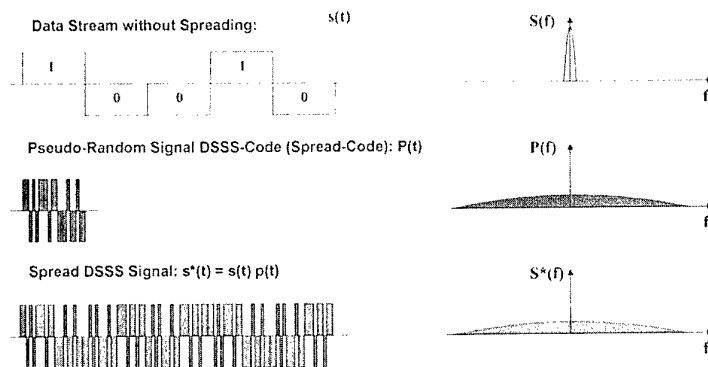 Data Stream without Spreading: s(t) S(f)
1 1
0 0 0
f
Pseudo-Random Signal DSSS-Code (Spread-Code): P(t) P(f)
f
Spread DSSS Signal: s*(t) = s(t) p(t) S*(f)
f